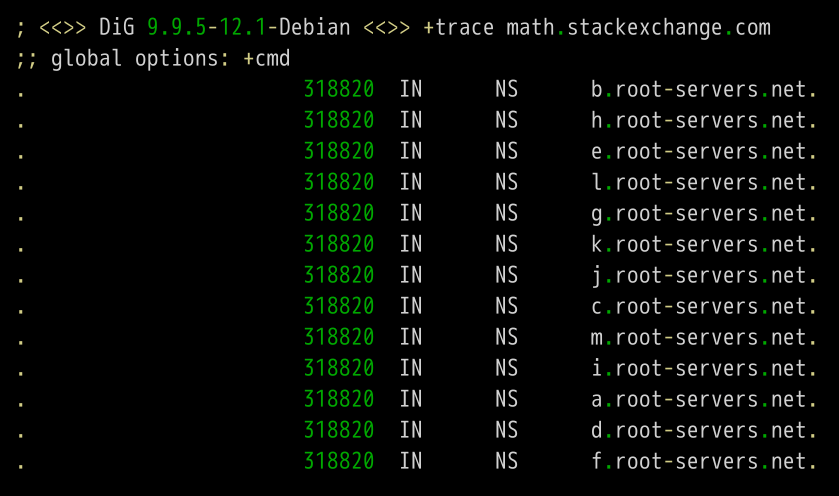 ; <<>> DiG 9.9.5-12.1-Debian <<>> +trace math.stackexchange.com
;; global options: +cmd
. 318820 IN NS b.root-servers.net.
. 318820 IN NS h.root-servers.net.
. 318820 IN NS e.root-servers.net.
. 318820 IN NS l.root-servers.net.
. 318820 IN NS g.root-servers.net.
. 318820 IN NS k.root-servers.net.
. 318820 IN NS j.root-servers.net.
. 318820 IN NS c.root-servers.net.
. 318820 IN NS m.root-servers.net.
. 318820 IN NS i.root-servers.net.
. 318820 IN NS a.root-servers.net.
. 318820 IN NS d.root-servers.net.
. 318820 IN NS f.root-servers.net.